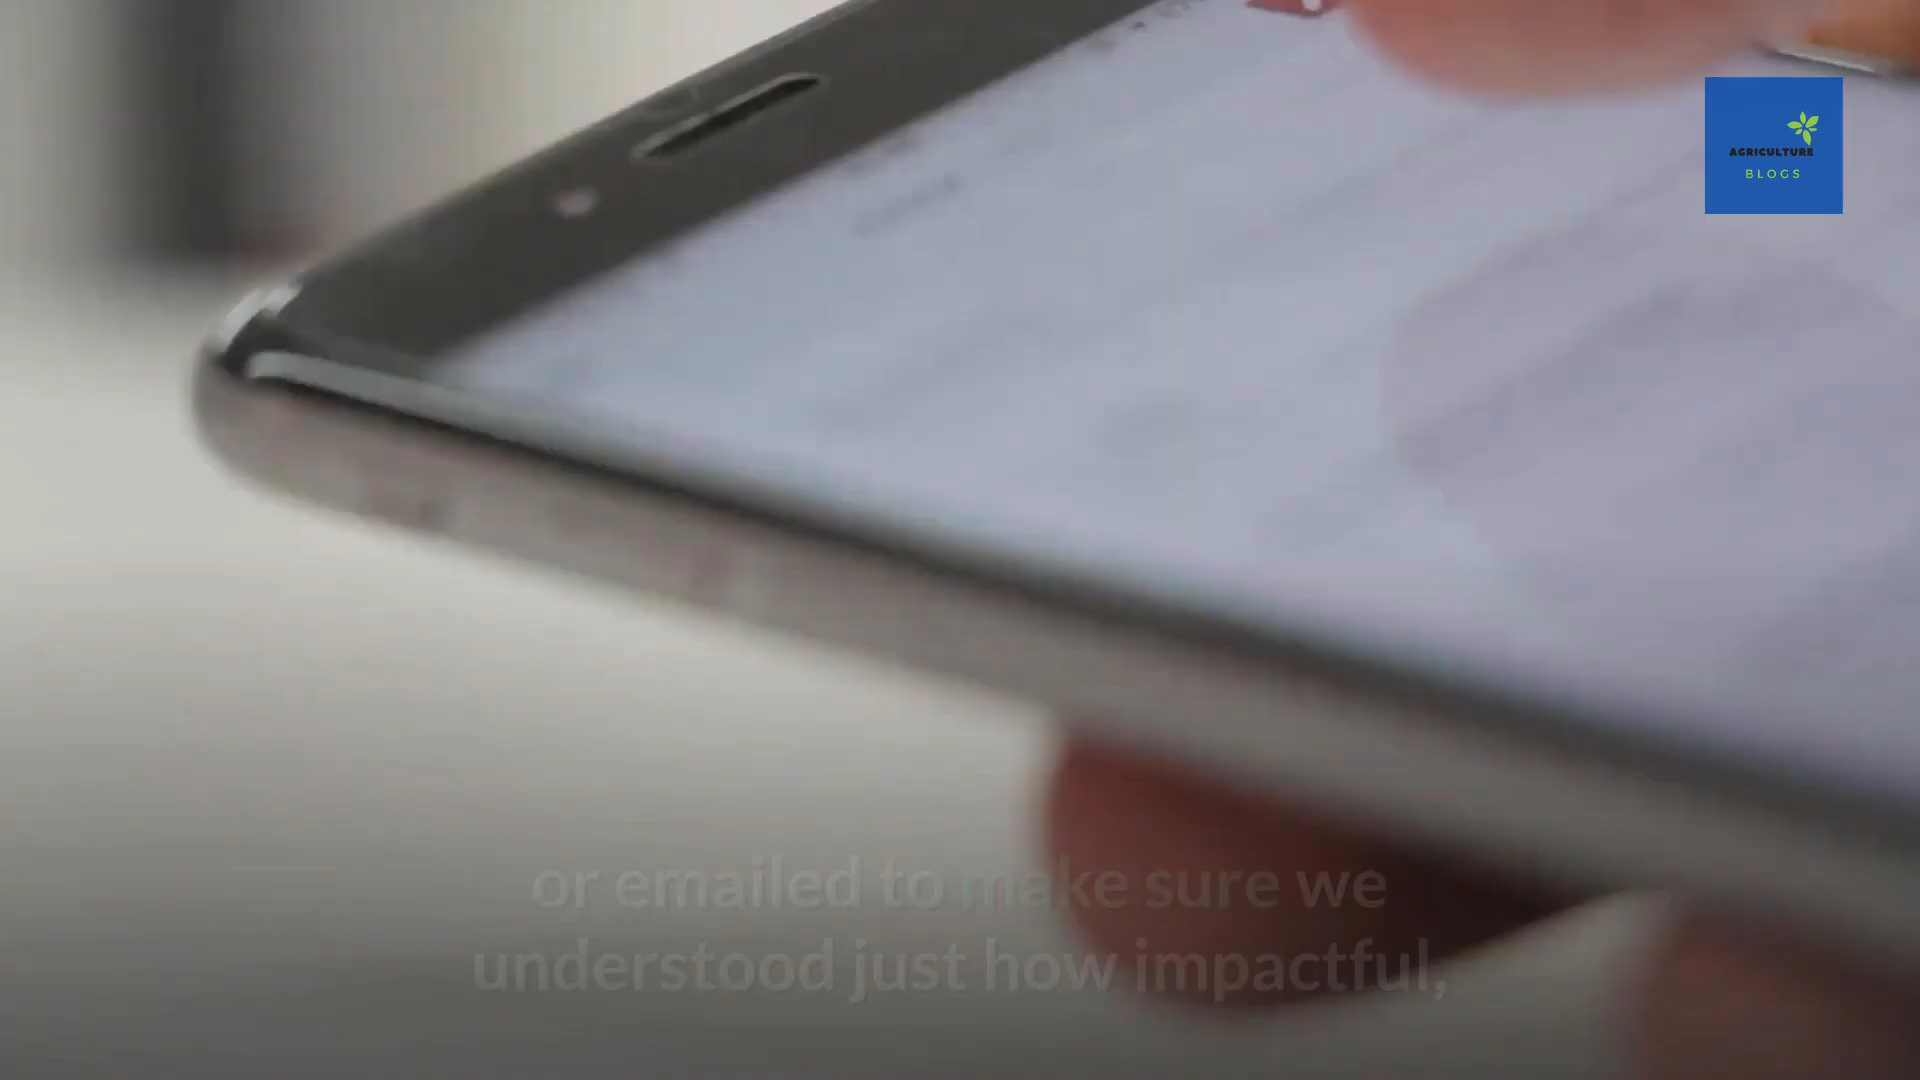 AGRICULTURE
BLOGS
or emailed to make sure we
understood just how impactful,